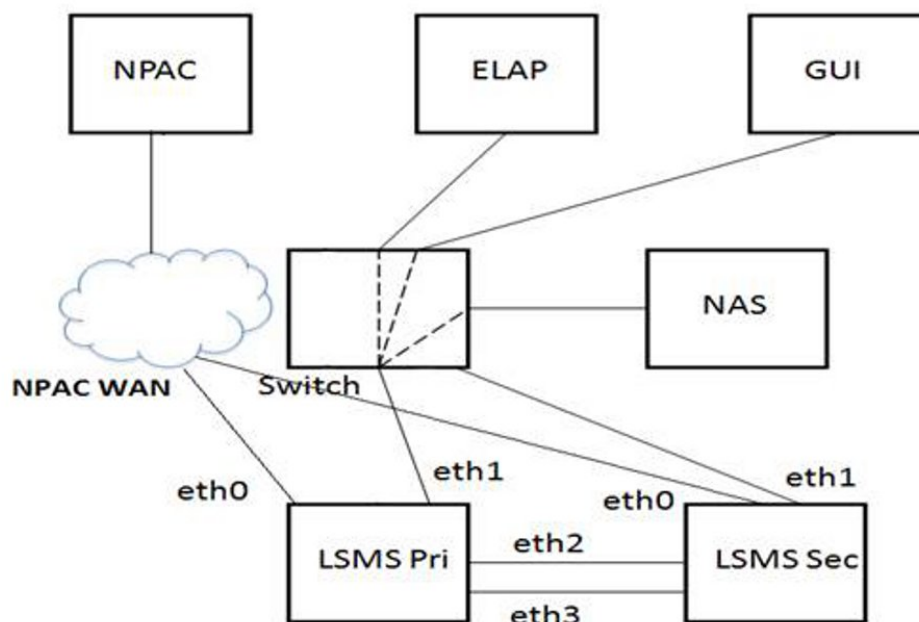 NPAC
ELAP
GUI
NAS
NPAC WAN
Switch
eth0
eth1
eth0
eth1
LSMS Pri
eth2
LSMS Sec
eth3